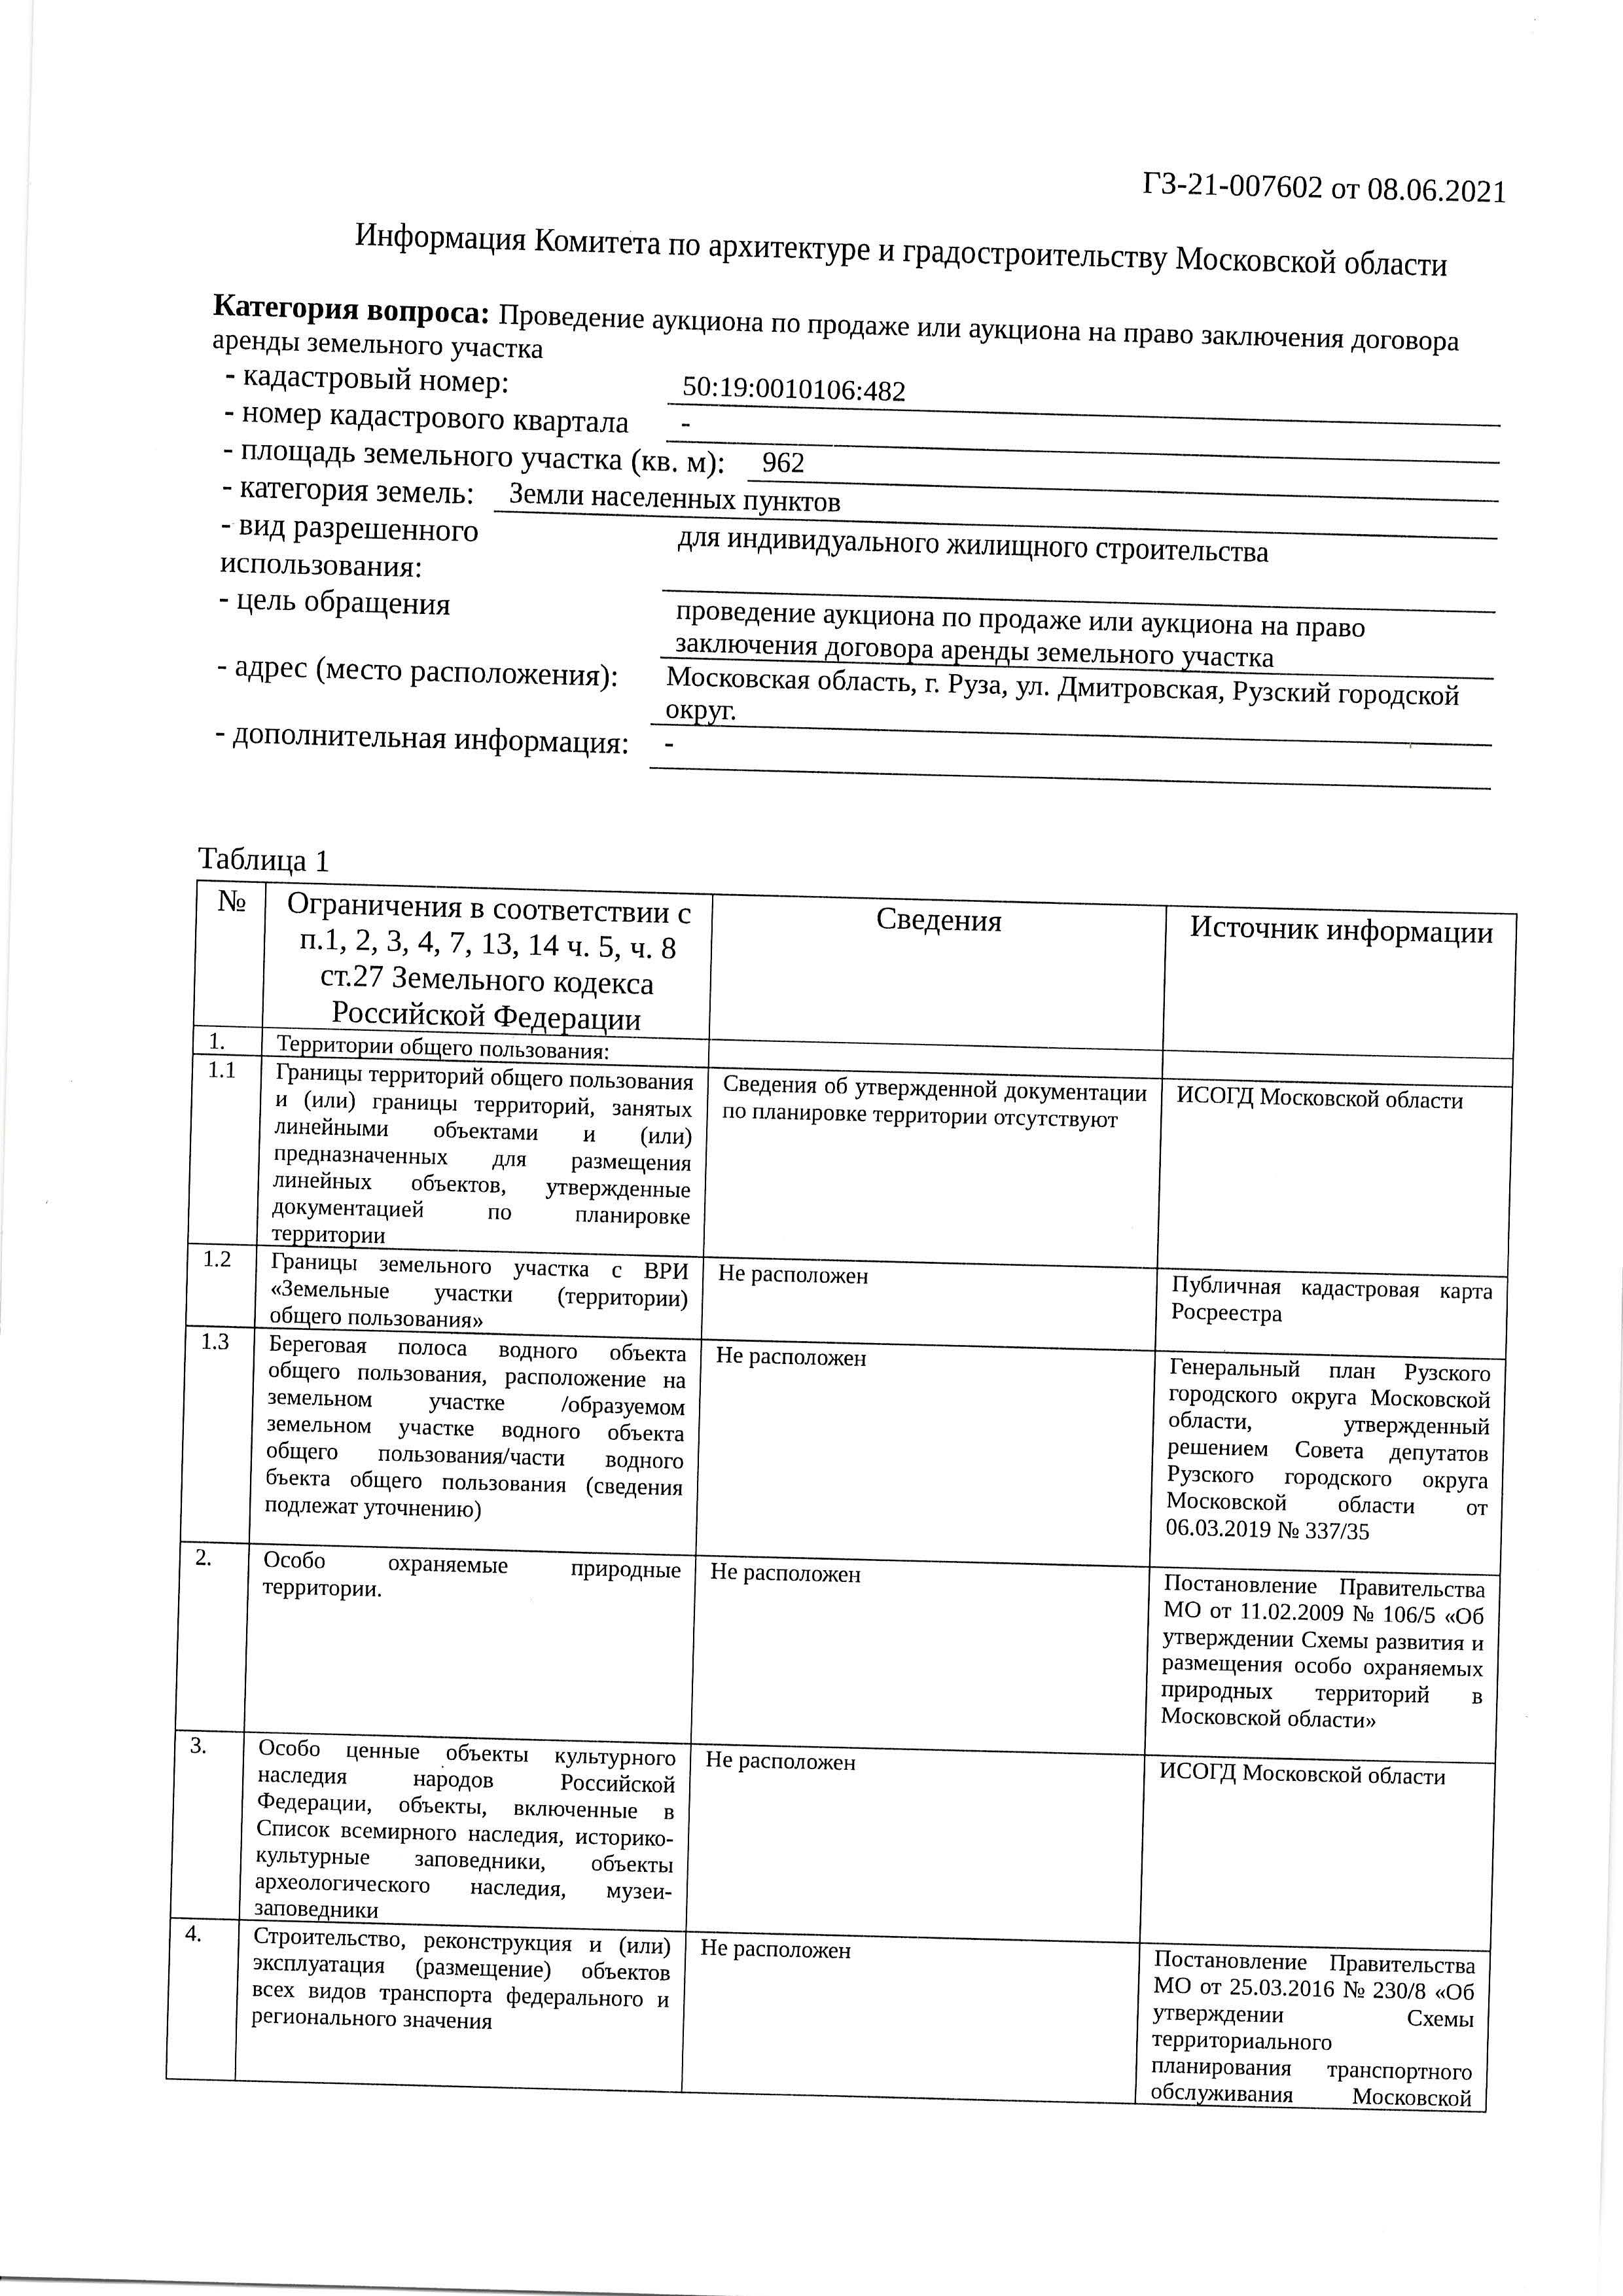 ГЗ-21-007602 от 08.06.2021
Информация Комитета по архитектуре и градостроительству Московской области
Категория вопроса: Проведение аукциона по продаже или аукциона на право заключения договора
аренды земельного участка
- кадастровый номер: 50:19:0010106:482
- номер кадастрового квартала -
- площадь земельного участка (кв. м): 962
- категория земель: Земли населенных пунктов
- вид разрешенного для индивидуального жилищного строительства
использования:
- цель обращения проведение аукциона по продаже или аукциона на право
заключения договора аренды земельного участка
- адрес (место расположения): Московская область, г. Руза, ул. Дмитровская, Рузский городской
округ.
- дополнительная информация: -
Таблица 1
№
Ограничения в соответствии с
п.1, 2, 3, 4, 7, 13, 14 ч. 5, ч. 8
ст.27 Земельного кодекса
Российской Федерации
Сведения
Источник информации
1.
Территории общего пользования:
1.1
Границы территорий общего пользования
и (или) границы территорий, занятых
линейными объектами и (или)
предназначенных для размещения
линейных объектов, утвержденные
документацией по планировке
территории
Сведения об утвержденной документации
по планировке территории отсутствуют
ИСОГД Московской области
1.2
Границы земельного участка с ВРИ
«Земельные участки (территории)
общего пользования»
Не расположен
Публичная кадастровая карта
Росреестра
1.3
Береговая полоса водного объекта
общего пользования, расположение на
земельном участке /образуемом
земельном участке водного объекта
общего пользования/части водного
бъекта общего пользования (сведения
подлежат уточнению)
Не расположен
Генеральный план Рузского
городского округа Московской
области, утвержденный
решением Совета депутатов
Рузского городского округа
Московской области от
06.03.2019 № 337/35
2.
Особо охраняемые природные
территории.
Не расположен
Постановление Правительства
МО от 11.02.2009 № 106/5 «Об
утверждении Схемы развития и
размещения особо охраняемых
природных территорий в
Московской области»
3.
Особо ценные объекты культурного
наследия народов Российской
Федерации, объекты, включенные в
Список всемирного наследия, историко-
культурные заповедники, объекты
археологического наследия, музеи-
заповедники
Не расположен
ИСОГД Московской области
4.
Строительство, реконструкция и (или)
эксплуатация (размещение) объектов
всех видов транспорта федерального и
регионального значения
Не расположен
Постановление Правительства
МО от 25.03.2016 № 230/8 «Об
утверждении Схемы
территориального
планирования транспортного
обслуживания Московской